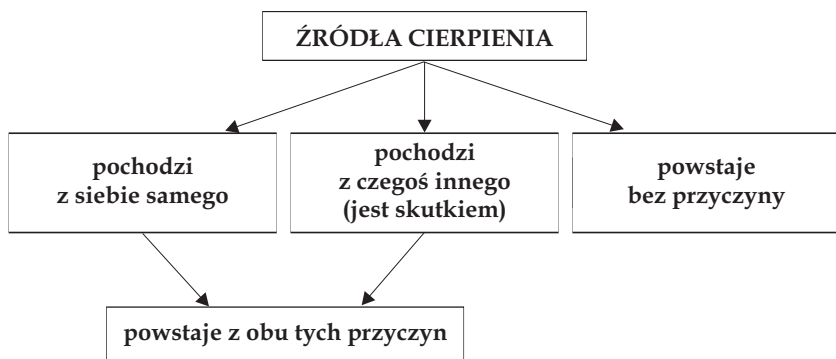 ŹRÓDŁA CIERPIENIA
pochodzi
z siebie samego
pochodzi
z czegoś innego
(jest skutkiem)
powstaje
bez przyczyny
powstaje z obu tych przyczyn